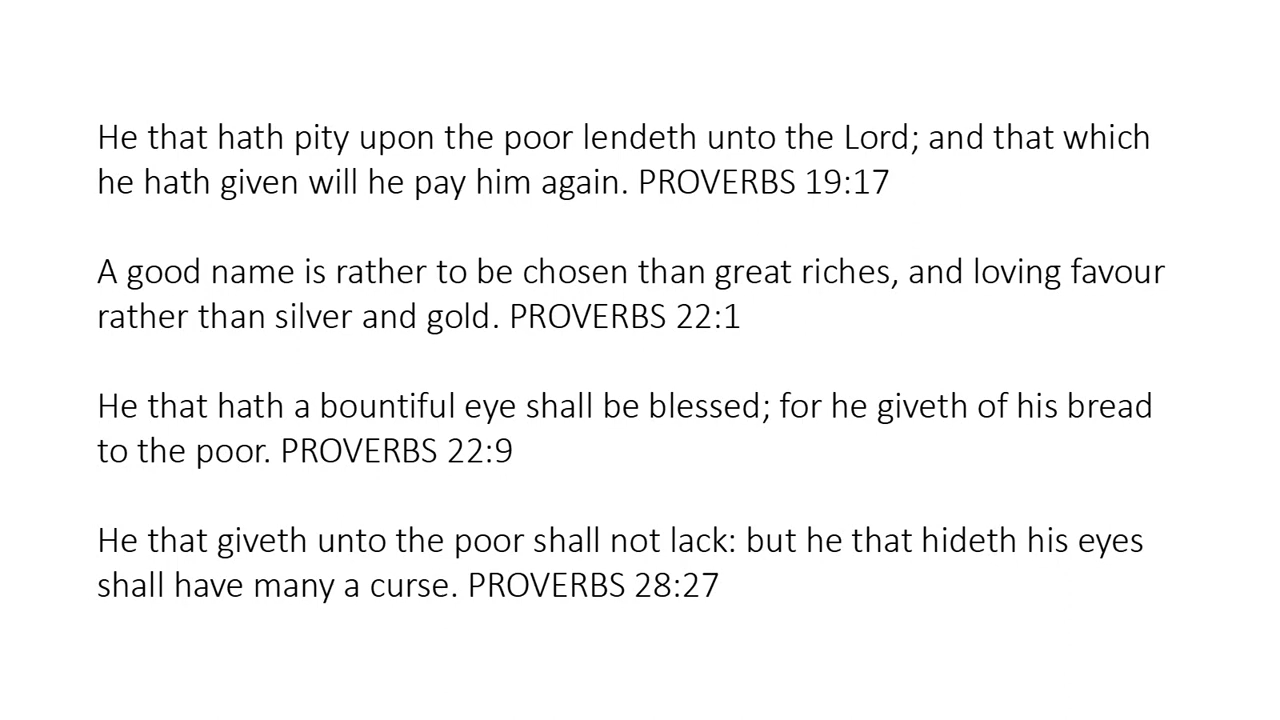 He that hath pity upon the poor lendeth unto the Lord; and that which
he hath given will he pay him again. PROVERBS 19:17
A good name is rather to be chosen than great riches, and loving favour
rather than silver and gold. PROVERBS 22:1
He that hath a bountiful eye shall be blessed; for he giveth of his bread
to the poor. PROVERBS 22:9
He that giveth unto the poor shall not lack: but he that hideth his eyes
shall have many a curse. PROVERBS 28:27